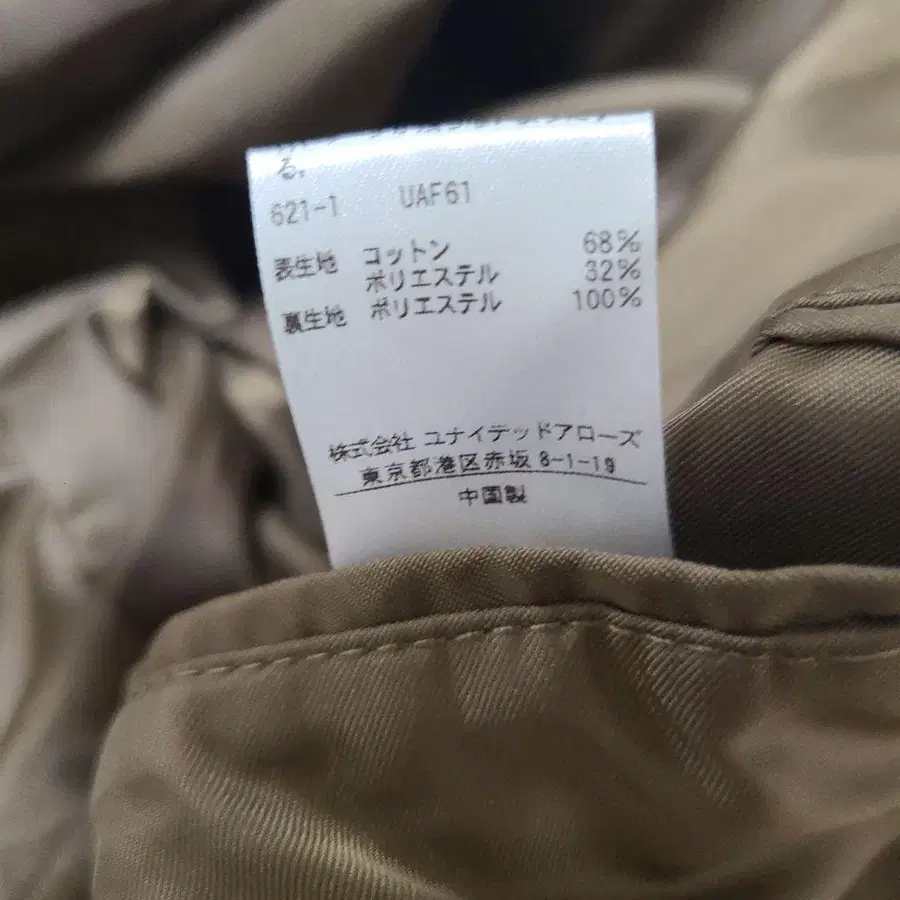 る。
621-1 UAF61
表生地 コットン 68%
ポリエステル 32%
裏生地 ポリエステル 100%
株式会社 ユナイテッドアローズ
東京都港区赤坂 8-1-19
中国製